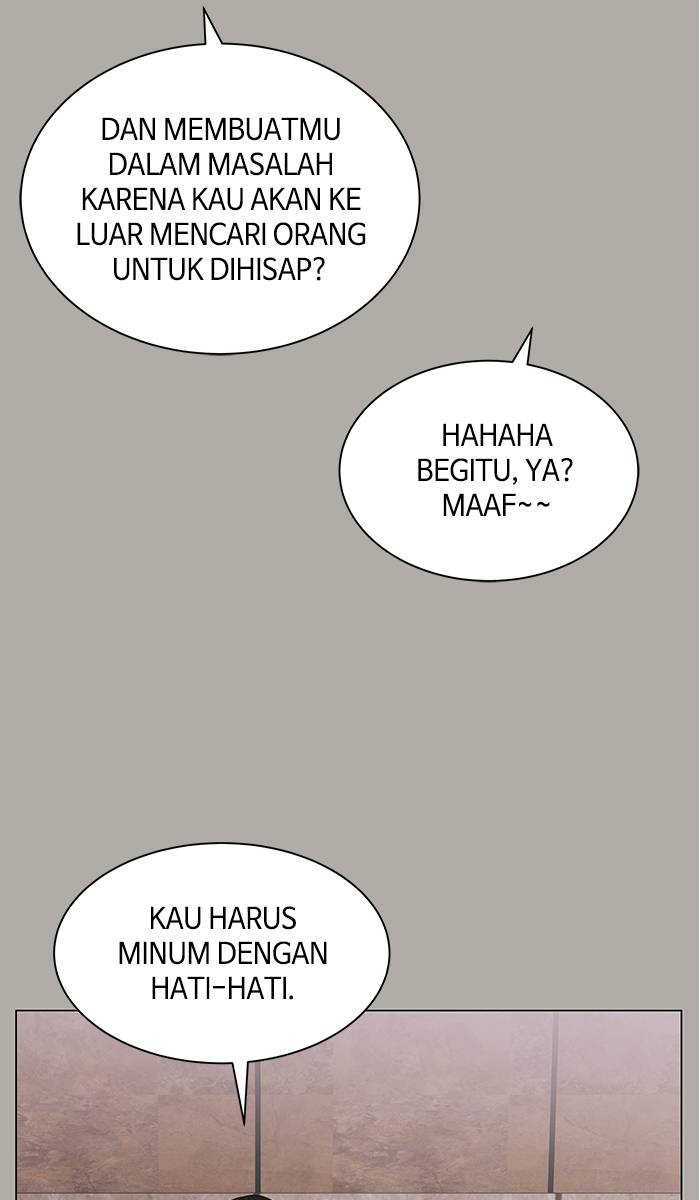 DAN MEMBUATMU
DALAM MASALAH
KARENA KAU AKAN KE
LUAR MENCARI ORANG
UNTUK DIHISAP?
HAHAHA
BEGITU, YA?
MAAF~~
KAU HARUS
MINUM DENGAN
HATI-HATI.